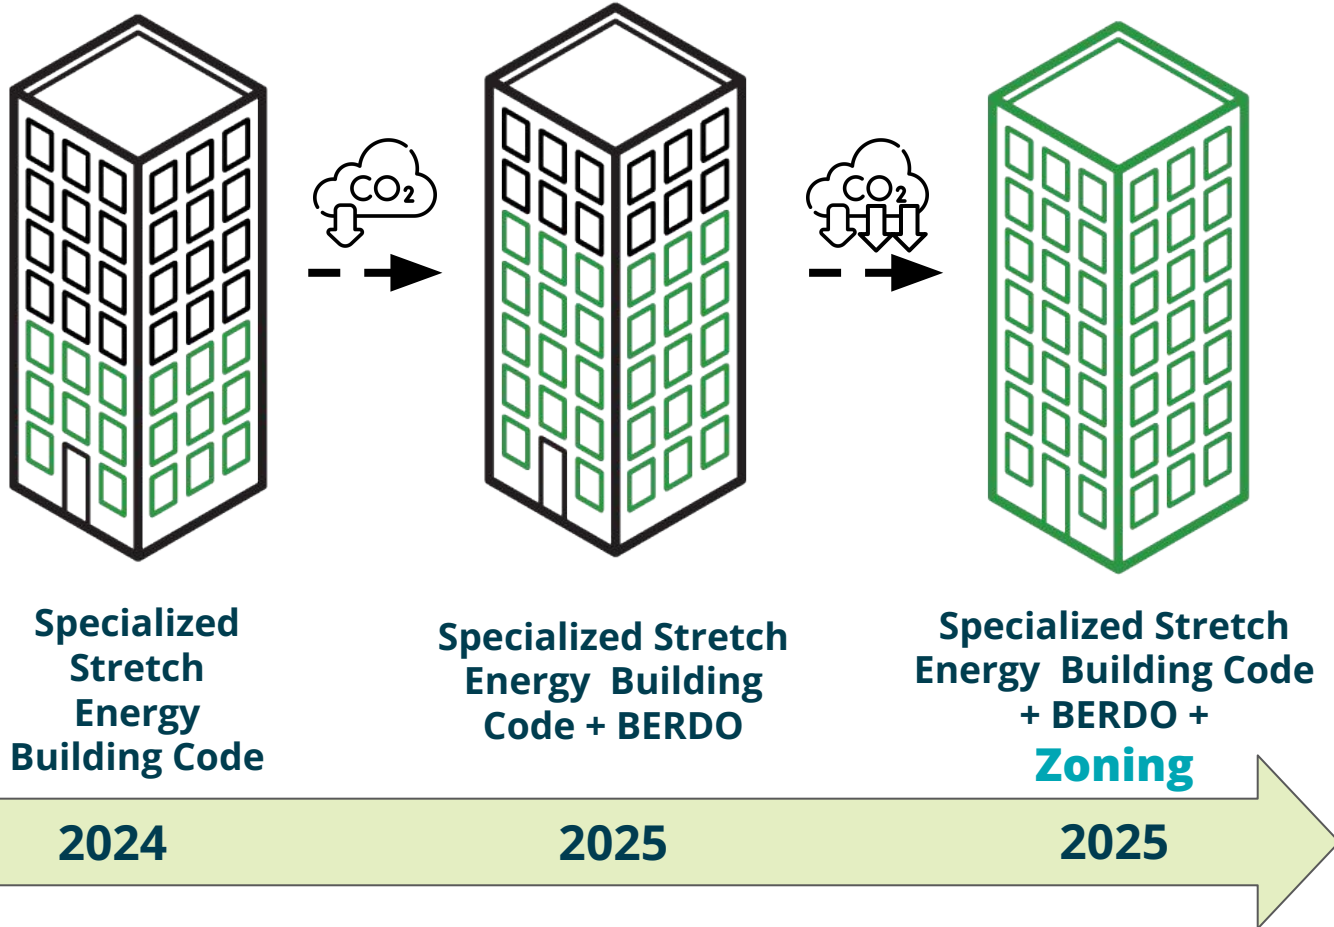 CO2
CO2
Specialized
Stretch
Energy
Building Code
Specialized Stretch
Energy Building
Code + BERDO
Specialized Stretch
Energy Building Code
+ BERDO +
Zoning
2024
2025
2025